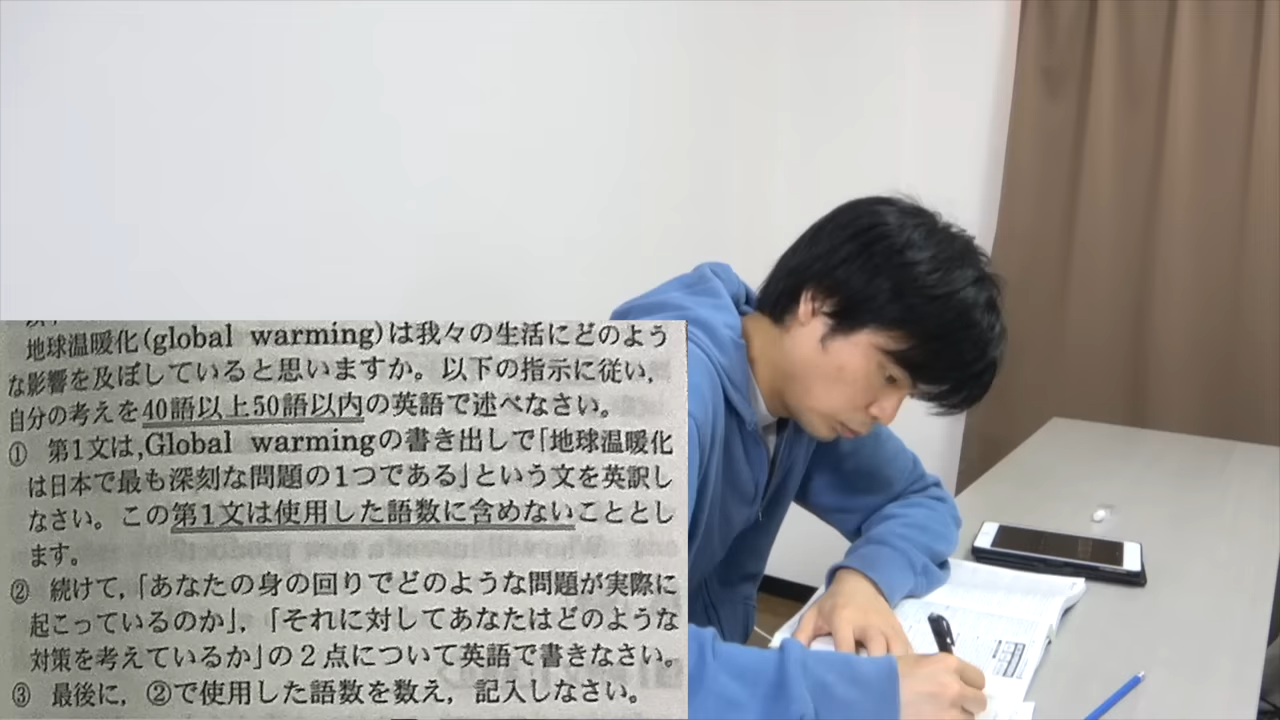 地球温暖化(global warming)は我々の生活にどのよう
な影響を及ぼしていると思いますか。以下の指示に従い,
自分の考えを40語以上50語以内の英語で述べなさい。
① 第1文は,Global warmingの書き出しで「地球温暖化
は日本で最も深刻な問題の1つである」という文を英訳し
なさい。この第1文は使用した語数に含めないこととし
ます。
② 続けて,「あなたの身の回りでどのような問題が実際に
起こっているのか」,「それに対してあなたはどのような
対策を考えているか」の2点について英語で書きなさい。
③ 最後に,②で使用した語数を数え,記入しなさい。